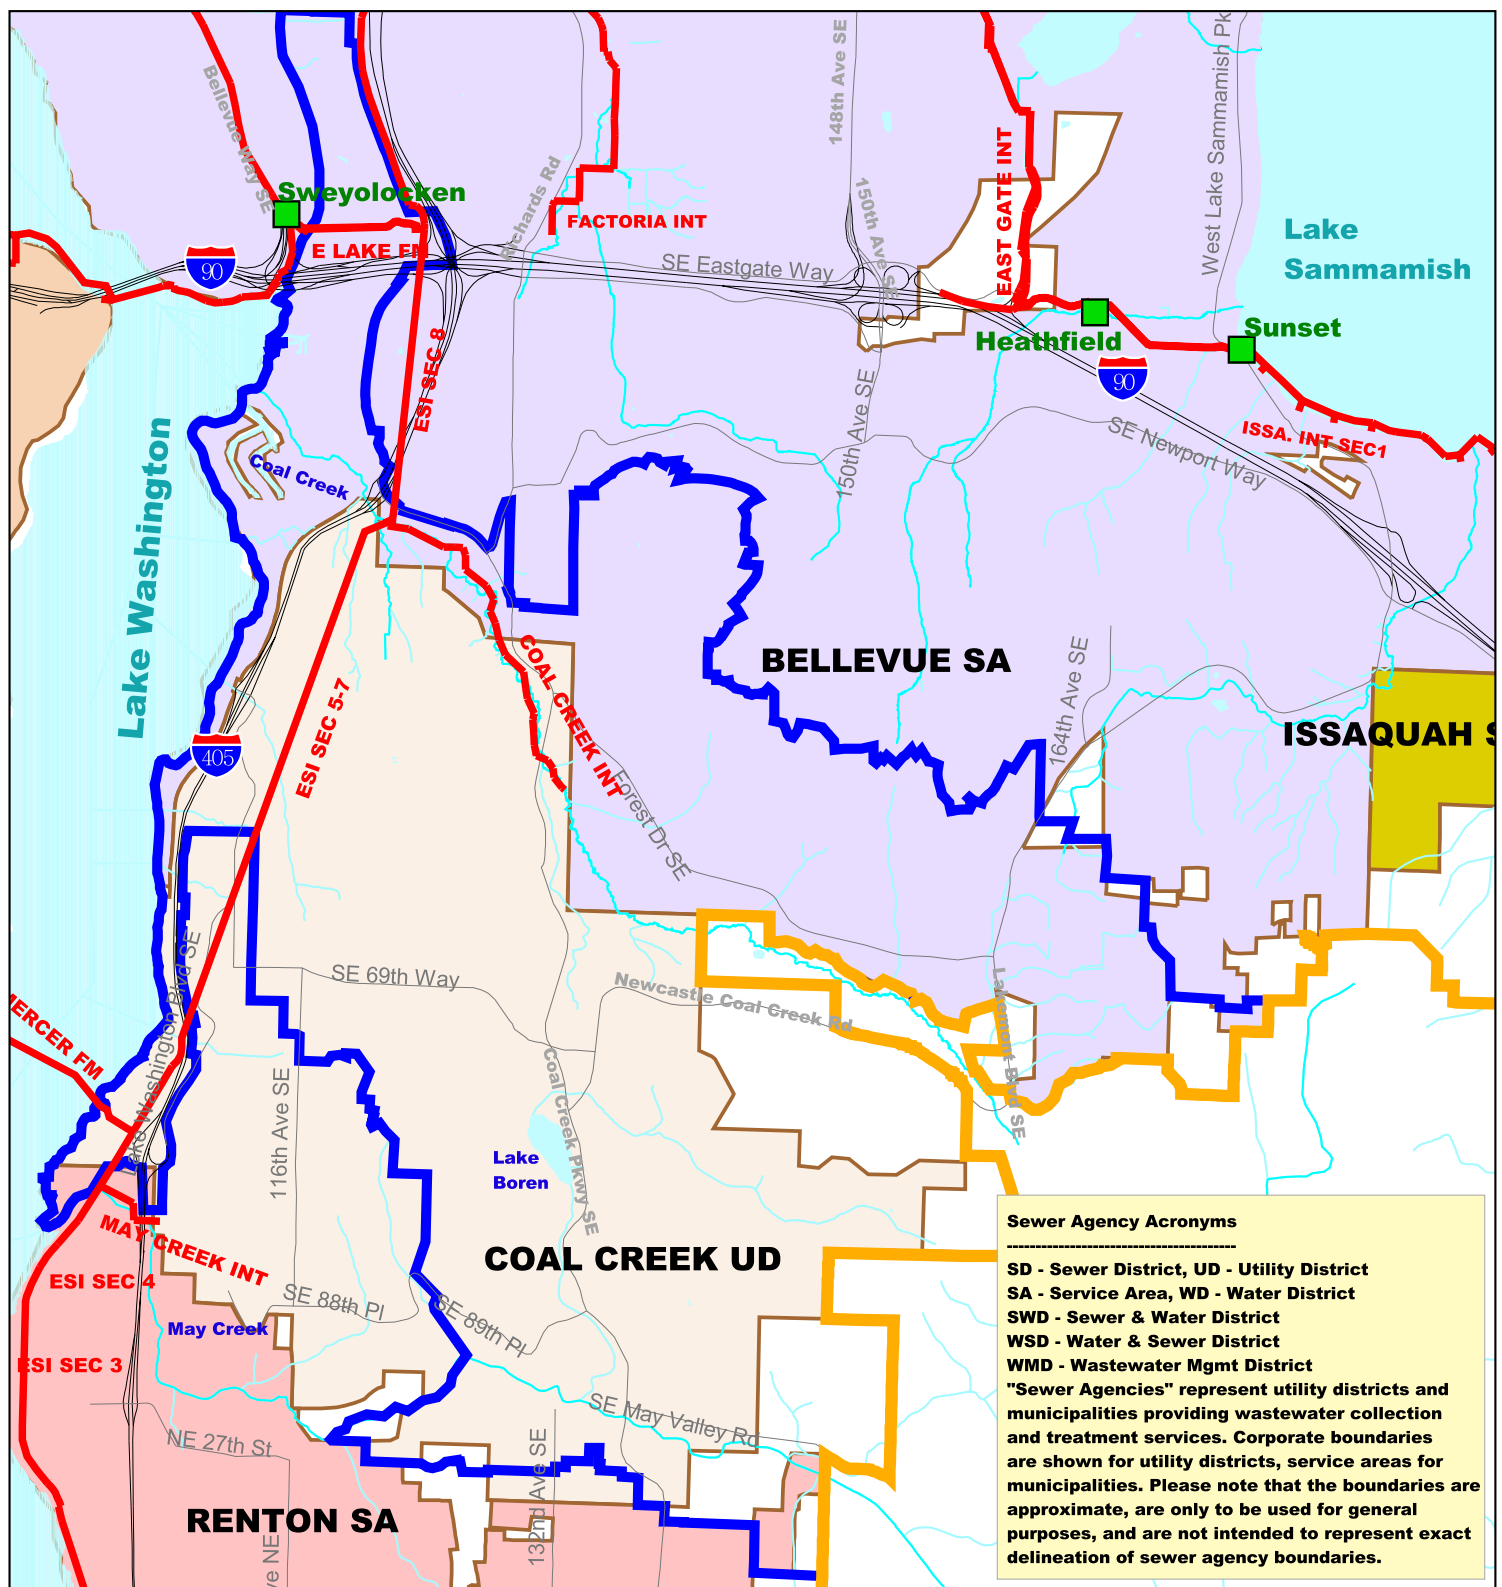 Bellevue Way SE
Sweyolocken
E LAKE FM
90
Richards Rd
FACTORIA INT
148th Ave SE
150th Ave SE
SE Eastgate Way
EAST GATE INT
West Lake Sammamish Pk
Lake
Sammamish
Heathfield
Sunset
90
ISSA. INT SEC1
SE Newport Way
150th Ave SE
ESI SEC 8
Coal Creek
Lake Washington
BELLEVUE SA
164th Ave SE
ISSAQUAH S
COAL CREEK INT
ESI SEC 5-7
405
Forest Dr SE
Lake Washington Blvd SE
SE 69th Way
Newcastle Coal Creek Rd
Lakemont Blvd SE
MERCER FM
116th Ave SE
Coal Creek Pkwy SE
Lake
Boren
MAY CREEK INT
COAL CREEK UD
ESI SEC 4
SE 88th Pl
SE 89th Pl
May Creek
ESI SEC 3
SE May Valley Rd
NE 27th St
132nd Ave SE
RENTON SA
ve NE
Sewer Agency Acronyms
----------------------------------------
SD - Sewer District, UD - Utility District
SA - Service Area, WD - Water District
SWD - Sewer & Water District
WSD - Water & Sewer District
WMD - Wastewater Mgmt District
"Sewer Agencies" represent utility districts and
municipalities providing wastewater collection
and treatment services. Corporate boundaries
are shown for utility districts, service areas for
municipalities. Please note that the boundaries are
approximate, are only to be used for general
purposes, and are not intended to represent exact
delineation of sewer agency boundaries.